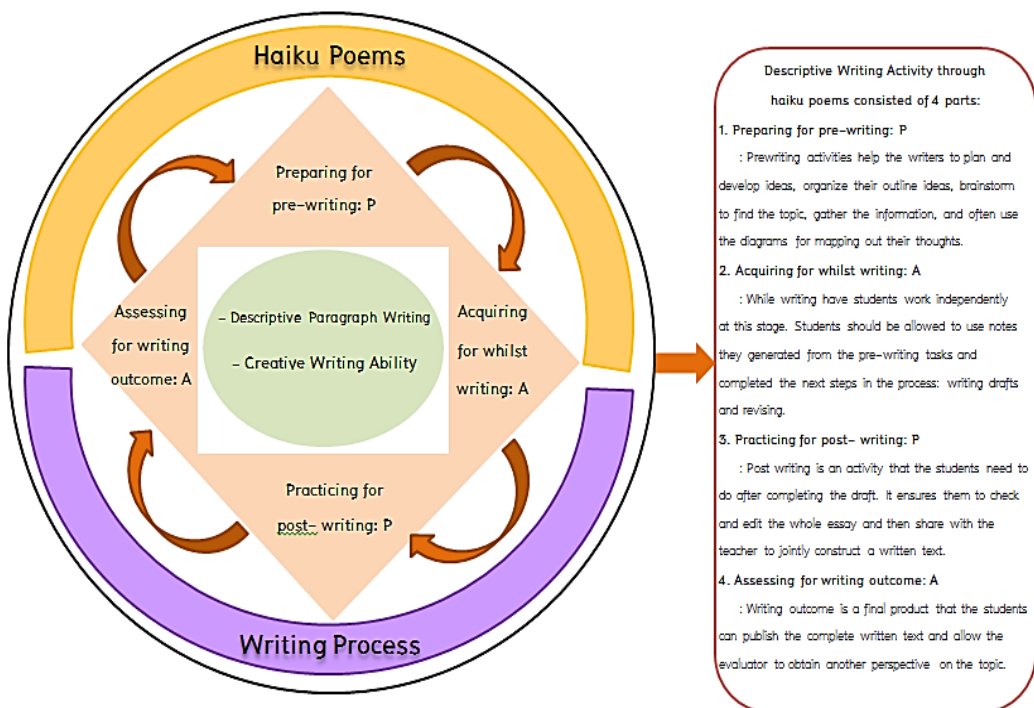 Haiku Poems
Preparing for
pre-writing: P
Assessing
for writing
outcome: A
– Descriptive Paragraph Writing
– Creative Writing Ability
Acquiring
for whilst
writing: A
Practicing for
post– writing: P
Writing Process
Descriptive Writing Activity through
haiku poems consisted of 4 parts:
1. Preparing for pre-writing: P
: Prewriting activities help the writers to plan and
develop ideas, organize their outline ideas, brainstorm
to find the topic, gather the information, and often use
the diagrams for mapping out their thoughts.
2. Acquiring for whilst writing: A
: While writing have students work independently
at this stage. Students should be allowed to use notes
they generated from the pre-writing tasks and
completed the next steps in the process: writing drafts
and revising.
3. Practicing for post– writing: P
: Post writing is an activity that the students need to
do after completing the draft. It ensures them to check
and edit the whole essay and then share with the
teacher to jointly construct a written text.
4. Assessing for writing outcome: A
: Writing outcome is a final product that the students
can publish the complete written text and allow the
evaluator to obtain another perspective on the topic.